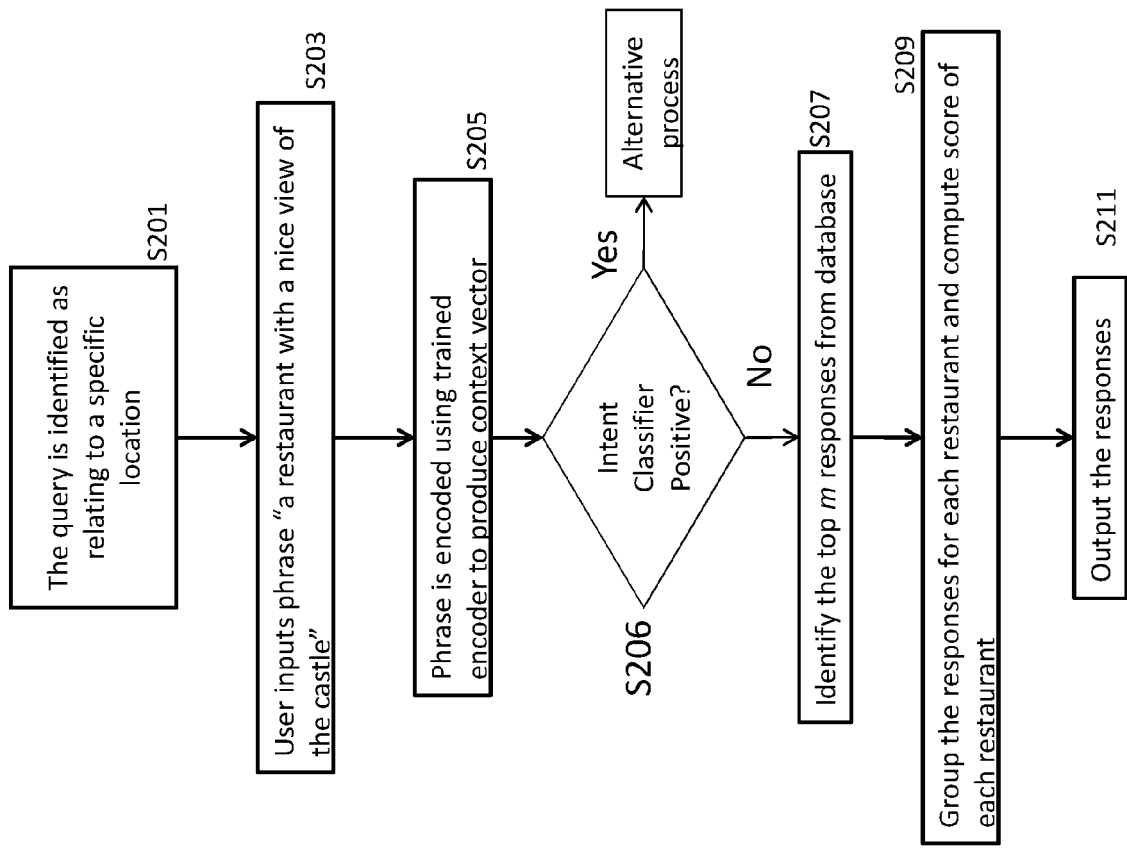 The query is identified as
relating to a specific
location
S201
User inputs phrase “a restaurant with a nice view of
the castle”
S203
Phrase is encoded using trained
encoder to produce context vector
S205
Intent
Classifier
Positive?
S206
Yes
Alternative
process
No
Identify the top m responses from database
S207
Group the responses for each restaurant and compute score of
each restaurant
S209
Output the responses
S211